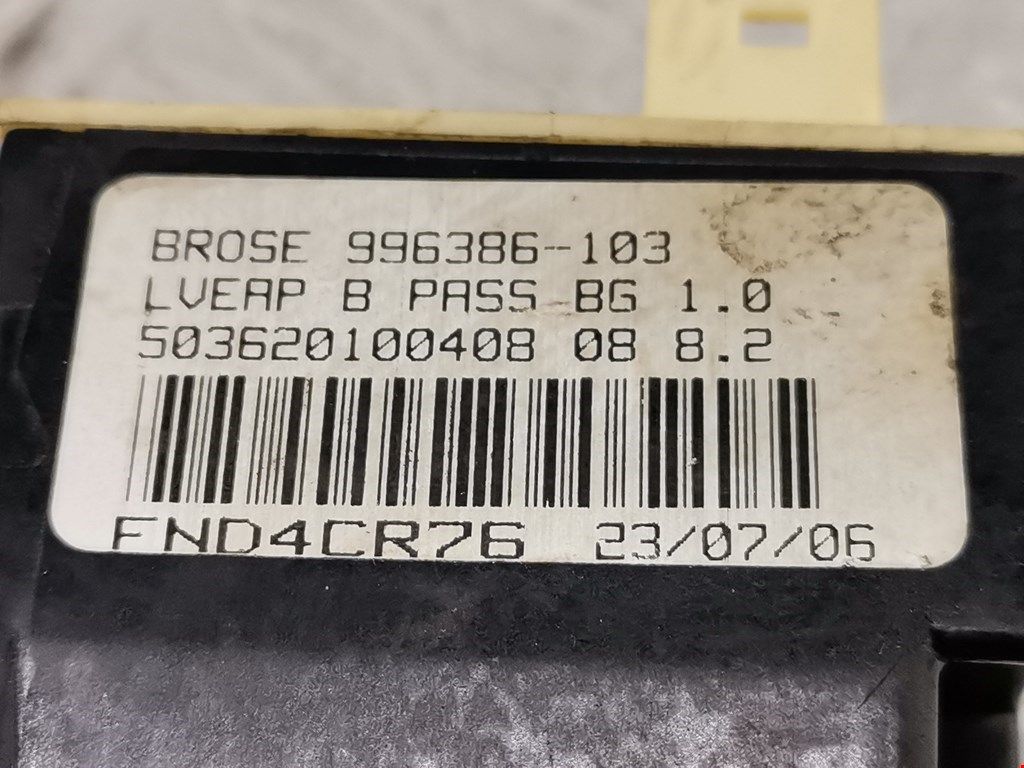 BROSE 996386-103
LVEAP B PASS BG 1.0
503620100408 08 8.2
FND4CR76 23/07/06